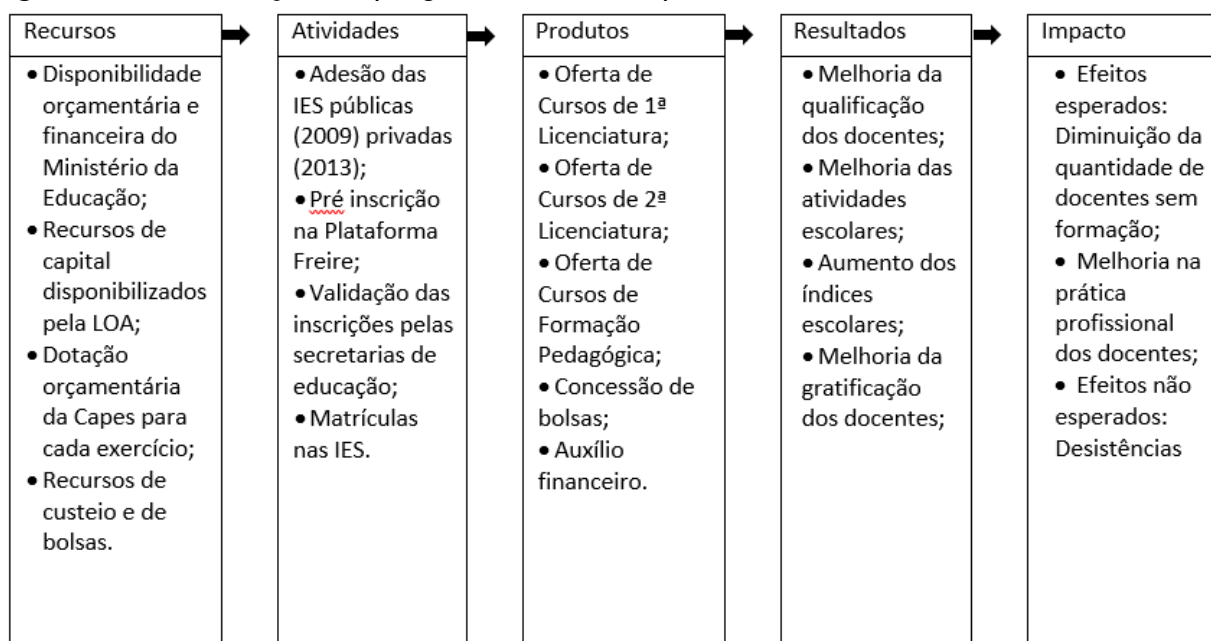 Recursos
• Disponibilidade
orçamentária e
financeira do
Ministério da
Educação;
• Recursos de
capital
disponibilizados
pela LOA;
• Dotação
orçamentária
da Capes para
cada exercício;
• Recursos de
custeio e de
bolsas.
Atividades
• Adesão das
IES públicas
(2009) privadas
(2013);
• Pré inscrição
na Plataforma
Freire;
• Validação das
inscrições pelas
secretarias de
educação;
• Matrículas
nas IES.
Produtos
• Oferta de
Cursos de 1ª
Licenciatura;
• Oferta de
Cursos de 2ª
Licenciatura;
• Oferta de
Cursos de
Formação
Pedagógica;
• Concessão de
bolsas;
• Auxílio
financeiro.
Resultados
• Melhoria da
qualificação
dos docentes;
• Melhoria das
atividades
escolares;
• Aumento dos
índices
escolares;
• Melhoria da
gratificação
dos docentes;
Impacto
• Efeitos
esperados:
Diminuição da
quantidade de
docentes sem
formação;
• Melhoria na
prática
profissional
dos docentes;
• Efeitos não
esperados:
Desistências